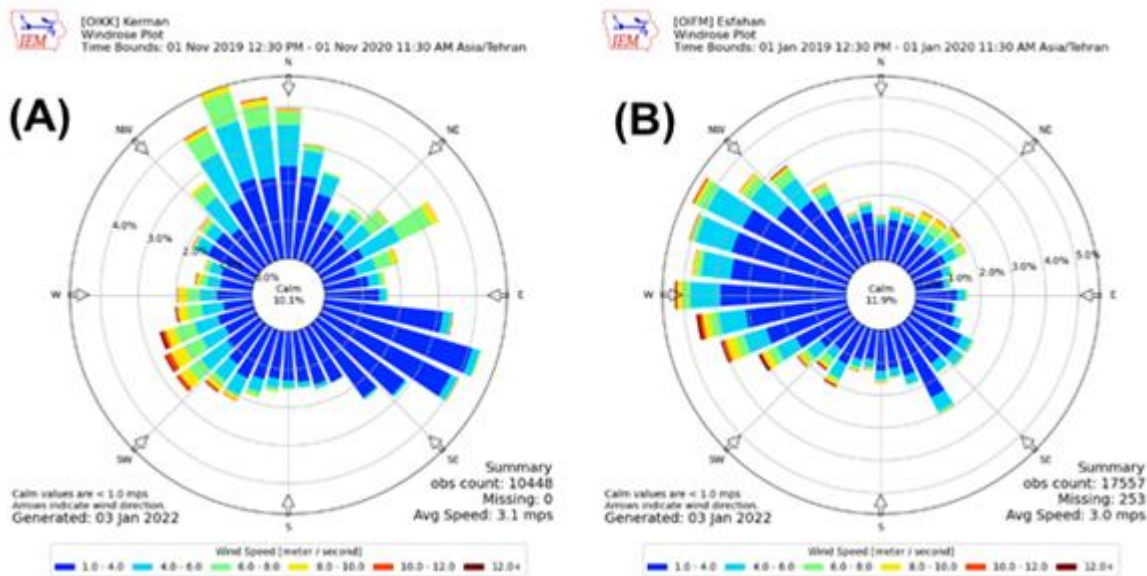 IEM
[OIKK] Kerman
Windrose Plot
Time Bounds: 01 Nov 2019 12:30 PM - 01 Nov 2020 11:30 AM Asia/Tehran
(A)
N
NE
E
SE
S
SW
W
NW
4.0%
3.0%
2.0%
Calm
10.1%
Summary
obs count: 10448
Missing: 0
Avg Speed: 3.1 mps
Calm values are < 1.0 mps
Arrows indicate wind direction.
Generated: 03 Jan 2022
Wind Speed [meter / second]
1.0 - 4.0
4.0 - 6.0
6.0 - 8.0
8.0 - 10.0
10.0 - 12.0
12.0+
IEM
[OIFM] Esfahan
Windrose Plot
Time Bounds: 01 Jan 2019 12:30 PM - 01 Jan 2020 11:30 AM Asia/Tehran
(B)
N
NE
E
SE
S
SW
W
NW
1.0%
2.0%
3.0%
4.0%
5.0%
Calm
11.9%
Summary
obs count: 17557
Missing: 253
Avg Speed: 3.0 mps
Calm values are < 1.0 mps
Arrows indicate wind direction.
Generated: 03 Jan 2022
Wind Speed [meter / second]
1.0 - 4.0
4.0 - 6.0
6.0 - 8.0
8.0 - 10.0
10.0 - 12.0
12.0+